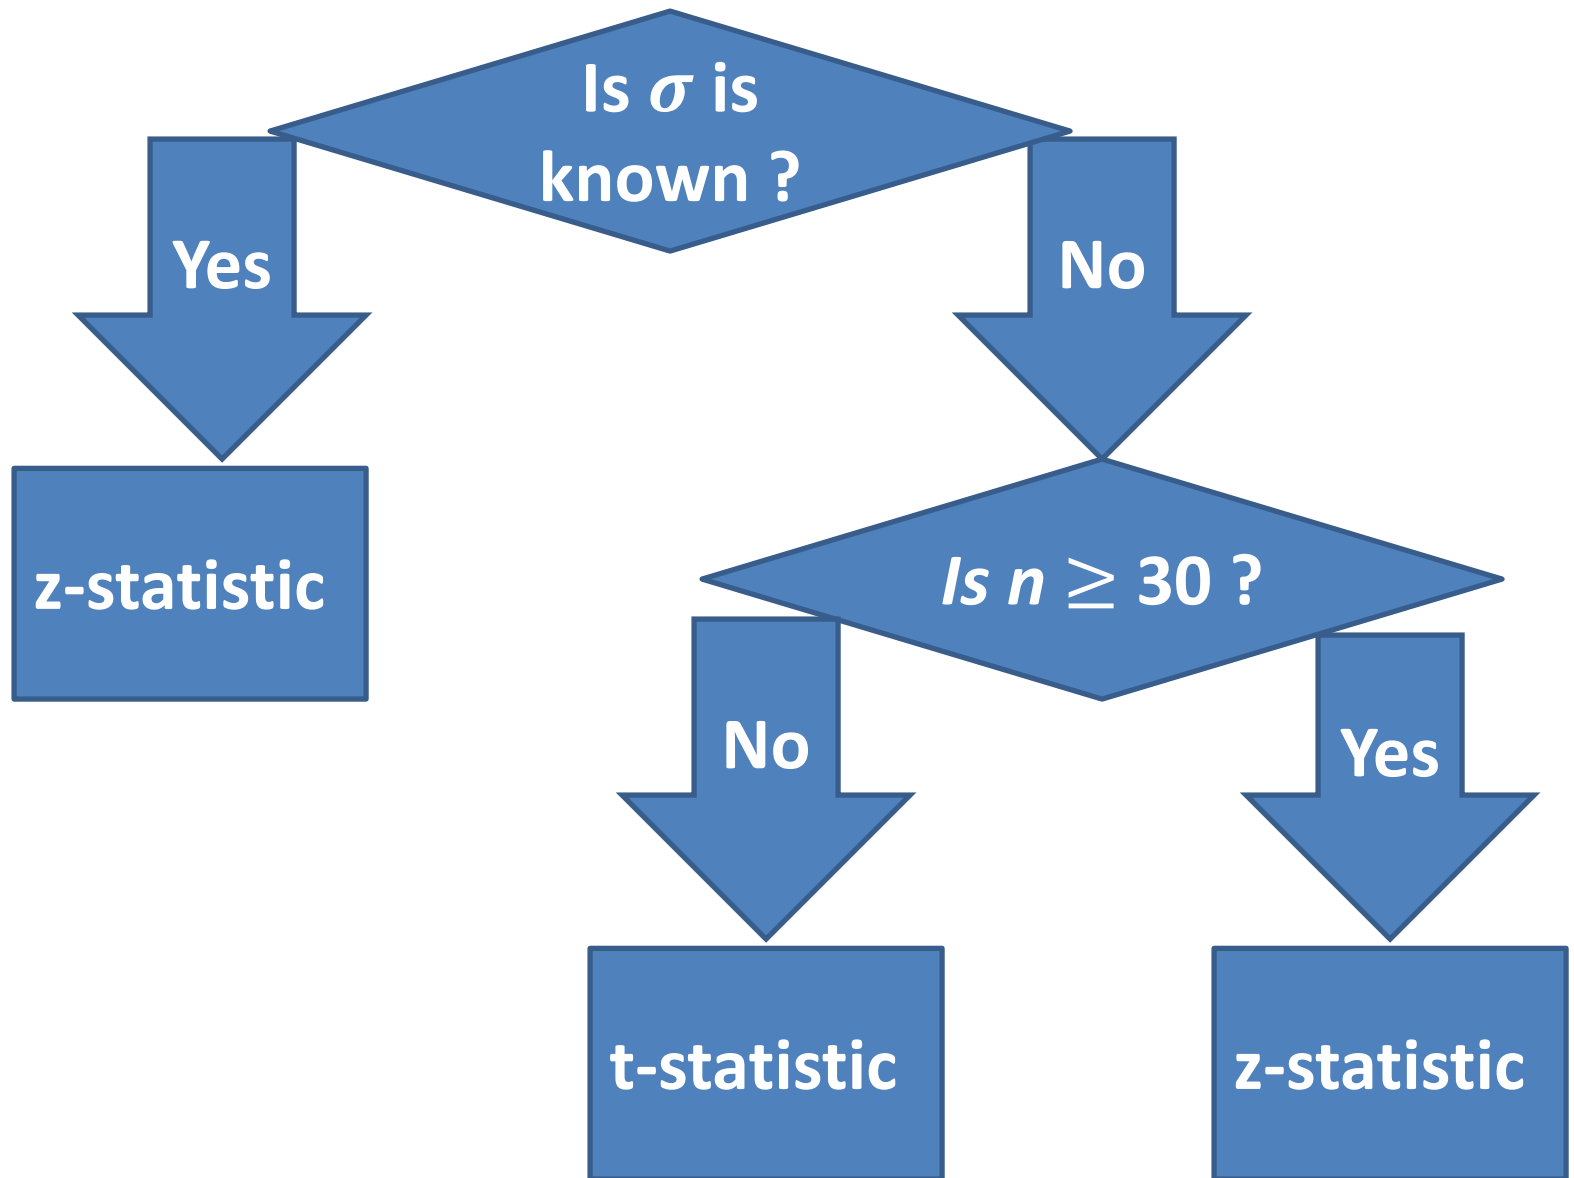 Is σ is
known ?
Yes
No
z-statistic
Is n ≥ 30 ?
No
Yes
t-statistic
z-statistic